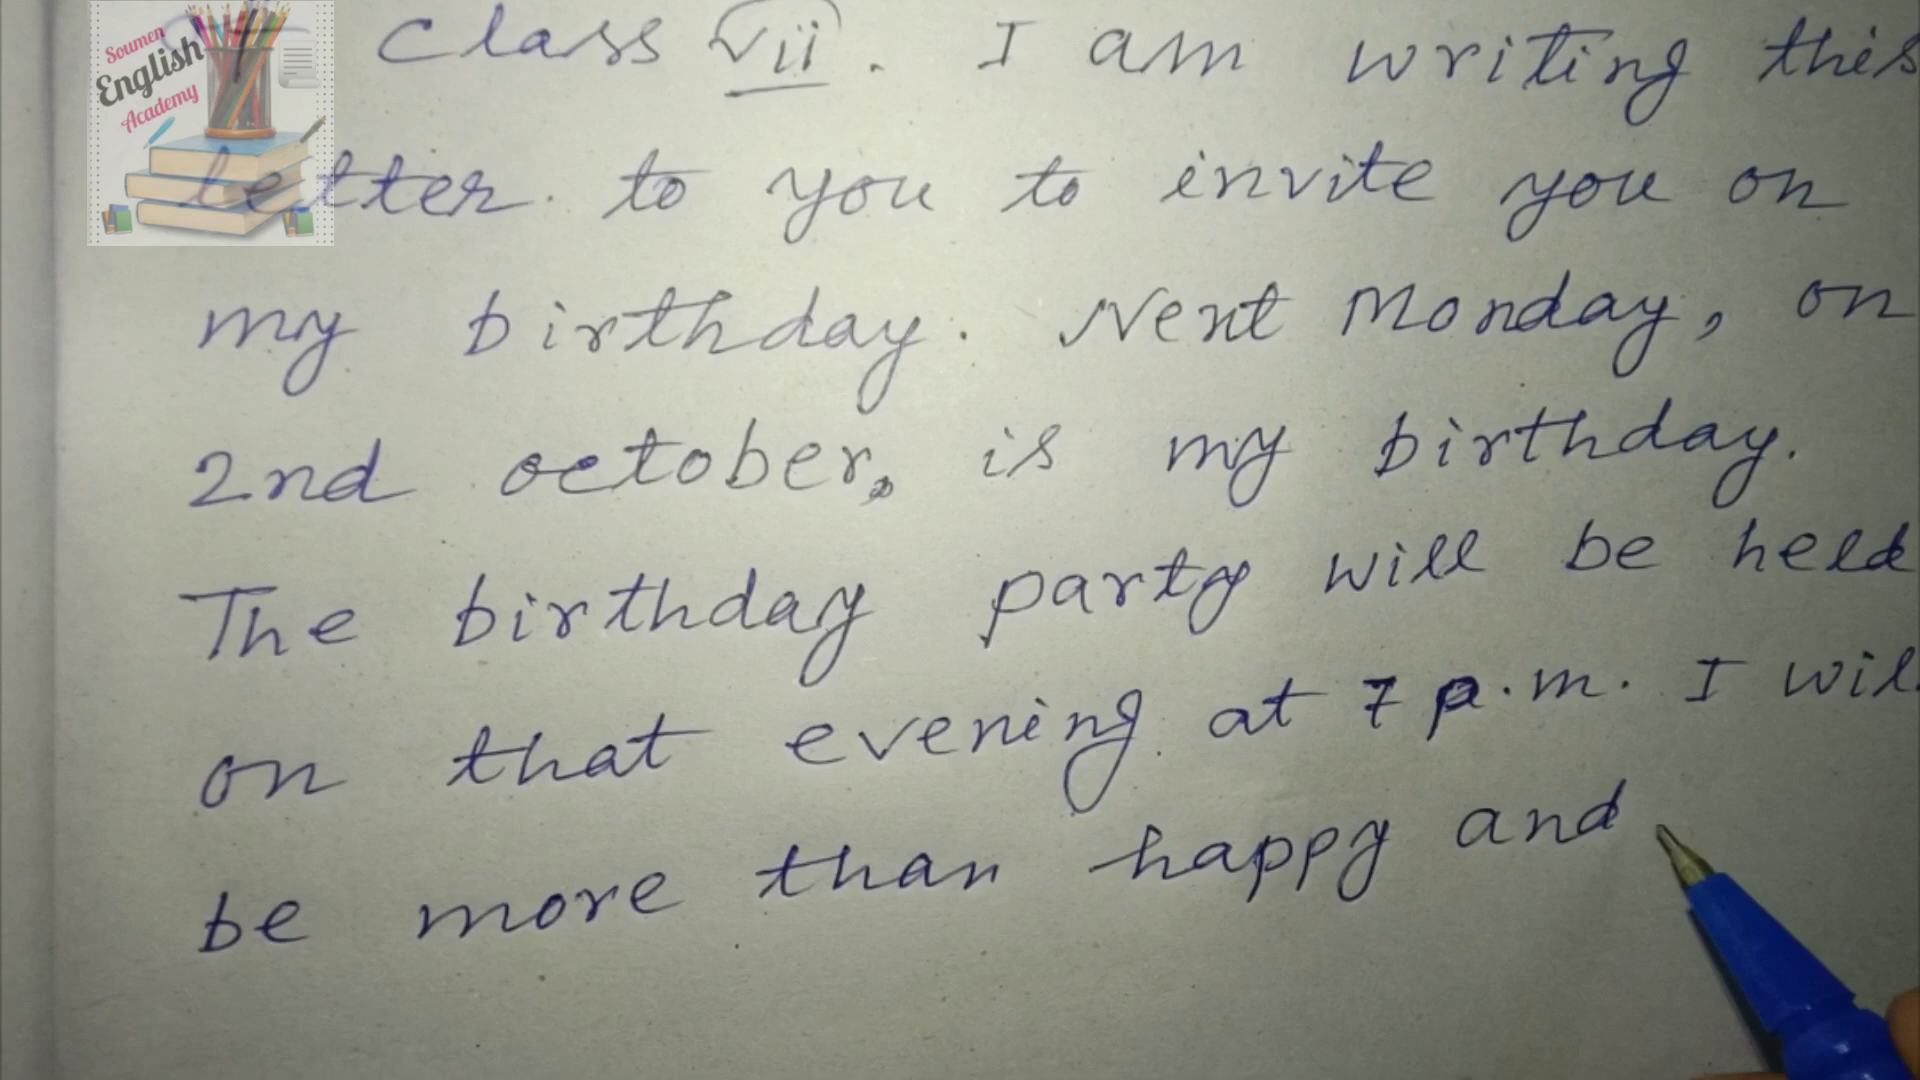 Soumen
English
Academy
Class vii. I am writing this
letter to you to invite you on
my birthday. Next Monday, on
2nd october, is my birthday.
The birthday party will be held
on that evening at 7 p.m. I will
be more than happy and